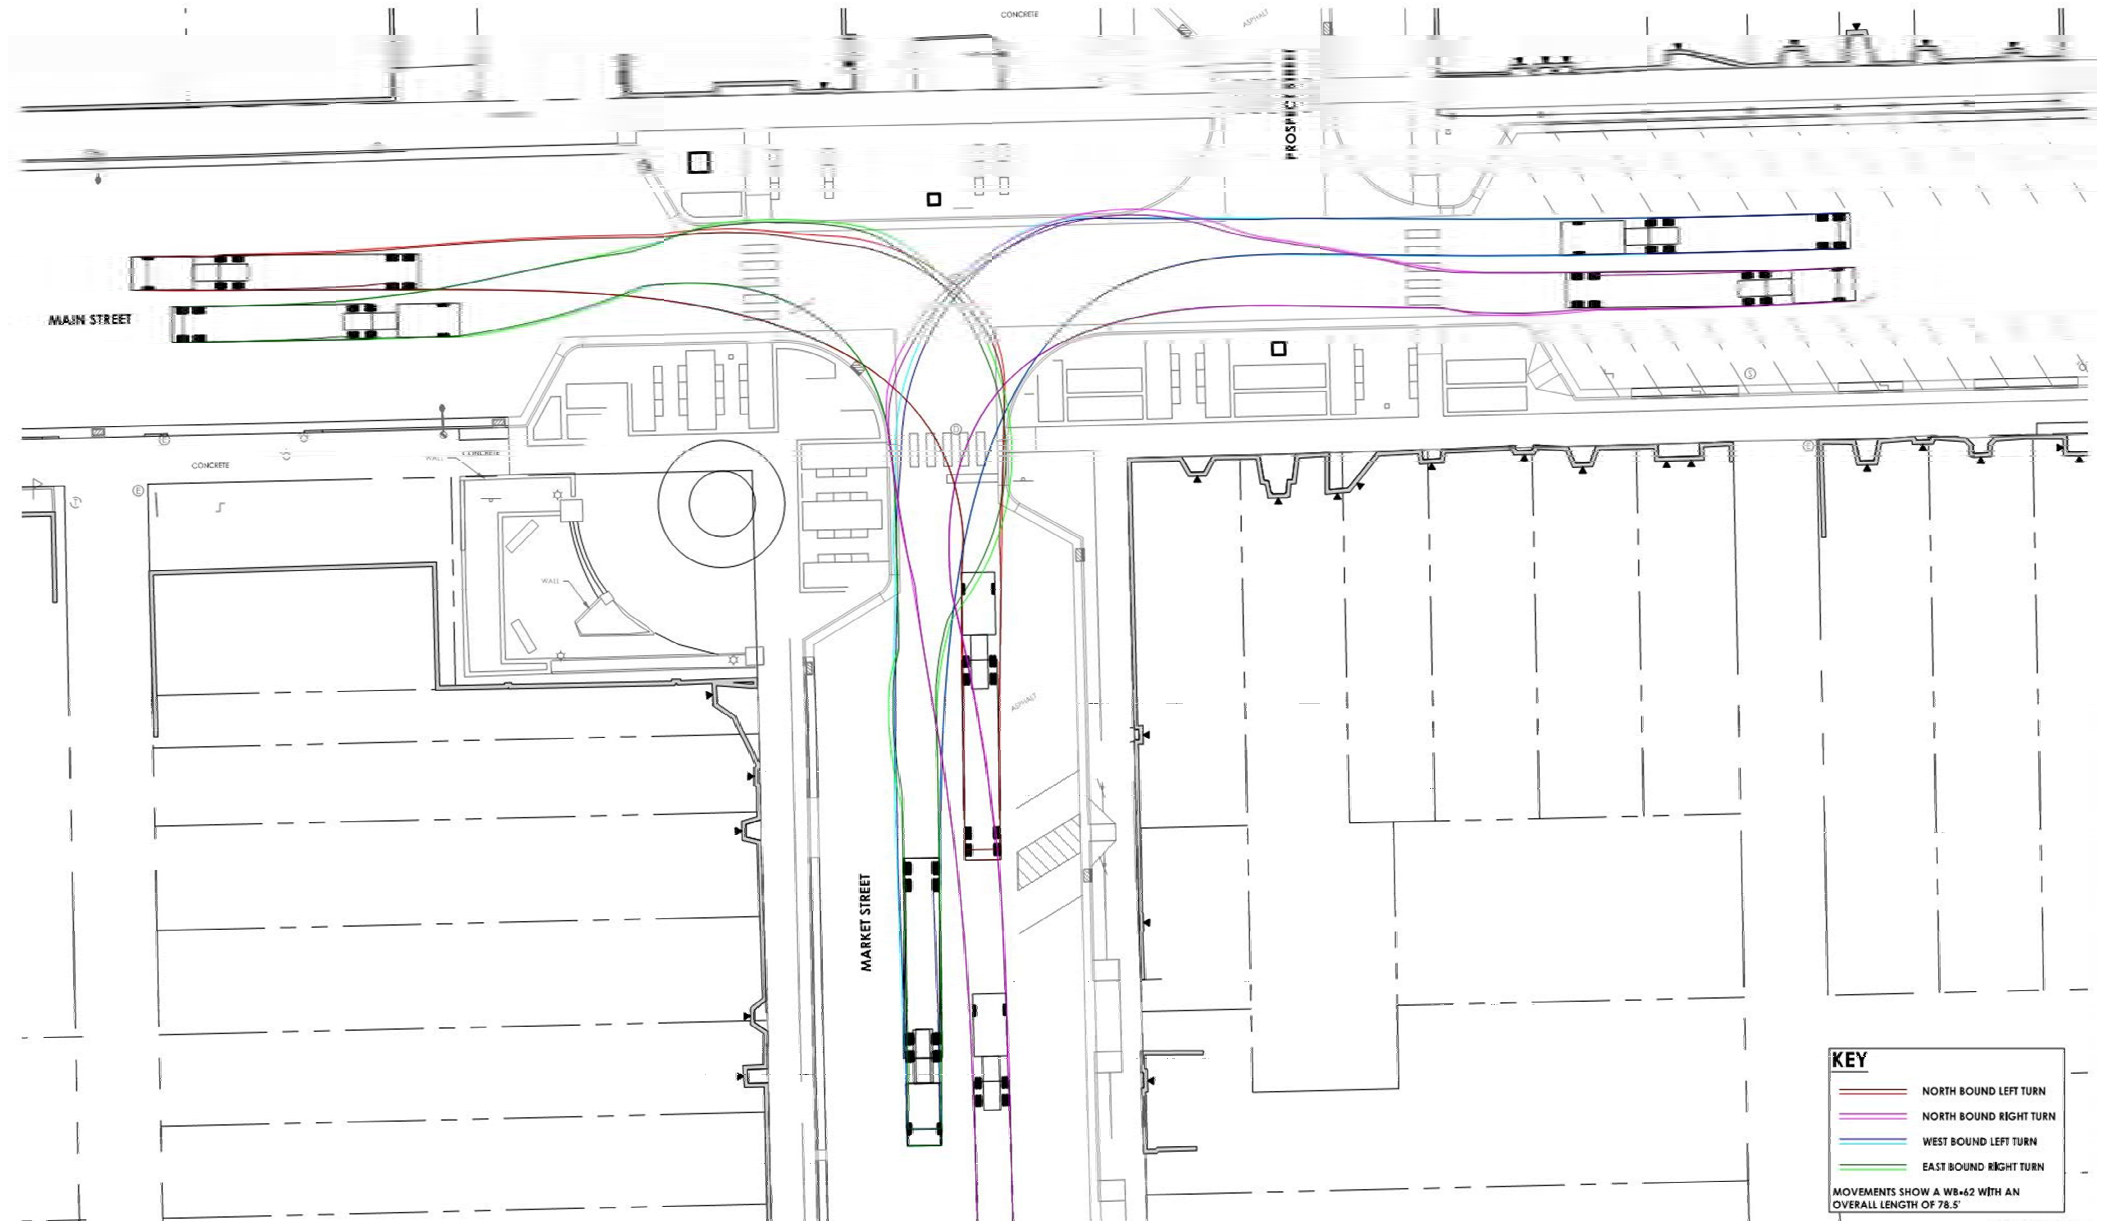 CONCRETE
ASPHALT
PROSPECT STREET
MAIN STREET
CONCRETE
WALL
CONCRETE
WALL
ASPHALT
MARKET STREET
KEY
NORTH BOUND LEFT TURN
NORTH BOUND RIGHT TURN
WEST BOUND LEFT TURN
EAST BOUND RIGHT TURN
MOVEMENTS SHOW A WB-62 WITH AN
OVERALL LENGTH OF 78.5'